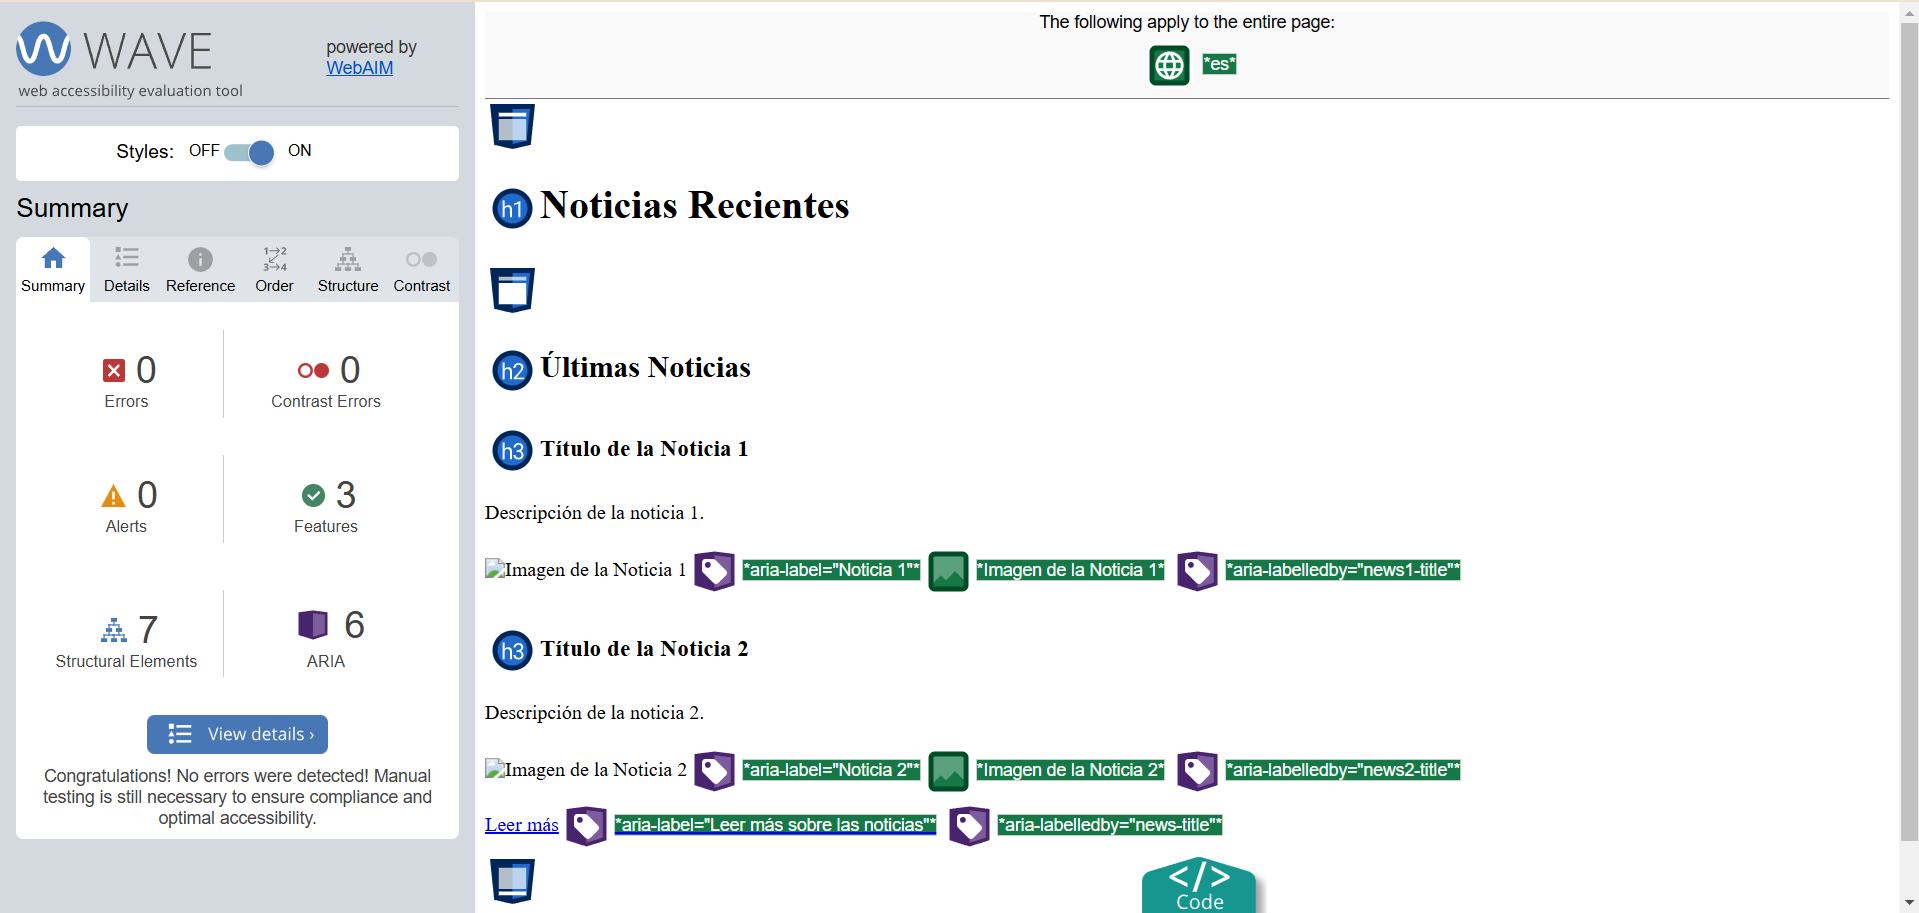 WAVE
powered by
WebAIM
web accessibility evaluation tool
Styles: OFF ON
Summary
Summary Details Reference Order Structure Contrast
0 Errors
0 Contrast Errors
0 Alerts
3 Features
7 Structural Elements
6 ARIA
View details ›
Congratulations! No errors were detected! Manual
testing is still necessary to ensure compliance and
optimal accessibility.
The following apply to the entire page:
*es*
h1 Noticias Recientes
h2 Últimas Noticias
h3 Título de la Noticia 1
Descripción de la noticia 1.
Imagen de la Noticia 1 *aria-label="Noticia 1"* *Imagen de la Noticia 1* *aria-labelledby="news1-title"*
h3 Título de la Noticia 2
Descripción de la noticia 2.
Imagen de la Noticia 2 *aria-label="Noticia 2"* *Imagen de la Noticia 2* *aria-labelledby="news2-title"*
Leer más *aria-label="Leer más sobre las noticias"* *aria-labelledby="news-title"*
</>
Code